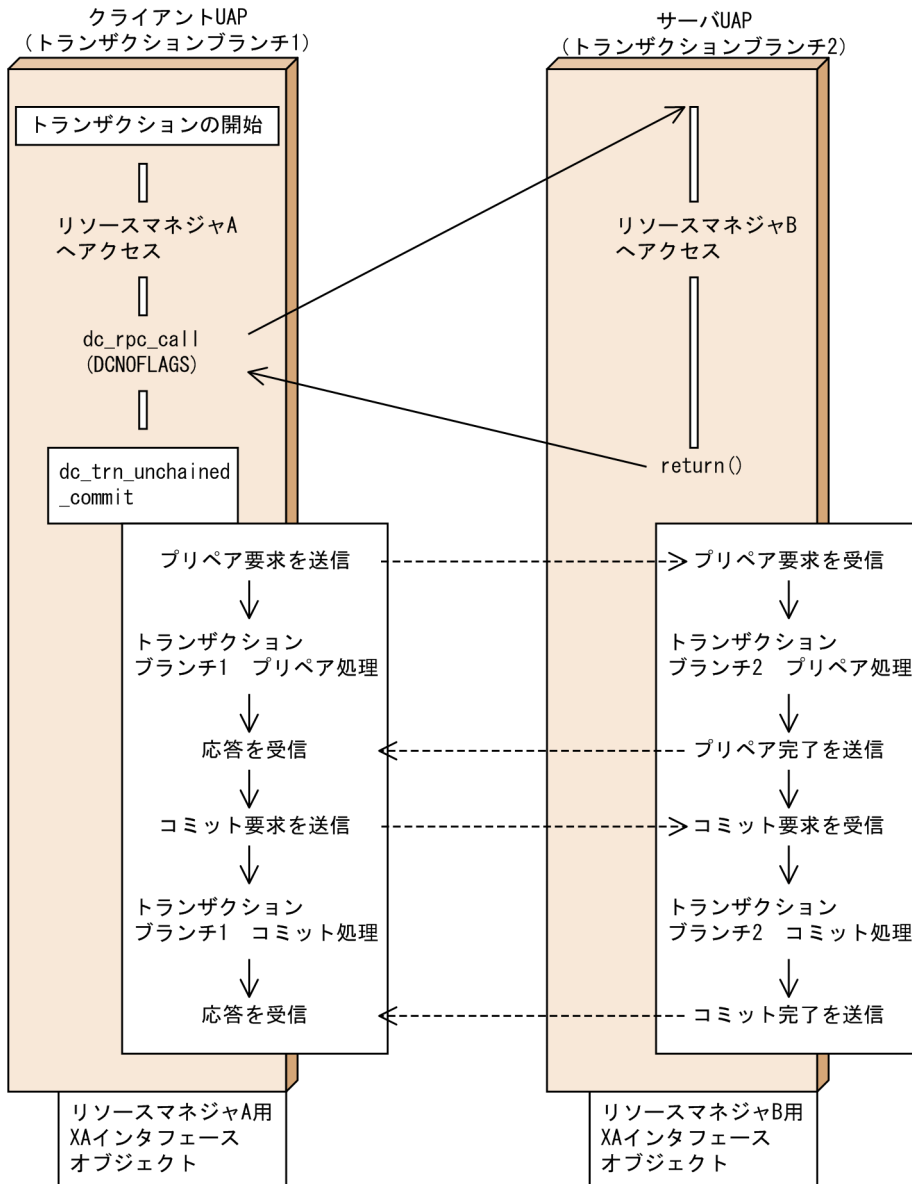 クライアントUAP
（トランザクションブランチ1）
トランザクションの開始
リソースマネジャA
へアクセス
dc_rpc_call
(DCNOFLAGS)
dc_trn_unchained
_commit
プリペア要求を送信
トランザクション
ブランチ1　プリペア処理
応答を受信
コミット要求を送信
トランザクション
ブランチ1　コミット処理
応答を受信
リソースマネジャA用
XAインタフェース
オブジェクト
サーバUAP
（トランザクションブランチ2）
リソースマネジャB
へアクセス
return()
プリペア要求を受信
トランザクション
ブランチ2　プリペア処理
プリペア完了を送信
コミット要求を受信
トランザクション
ブランチ2　コミット処理
コミット完了を送信
リソースマネジャB用
XAインタフェース
オブジェクト